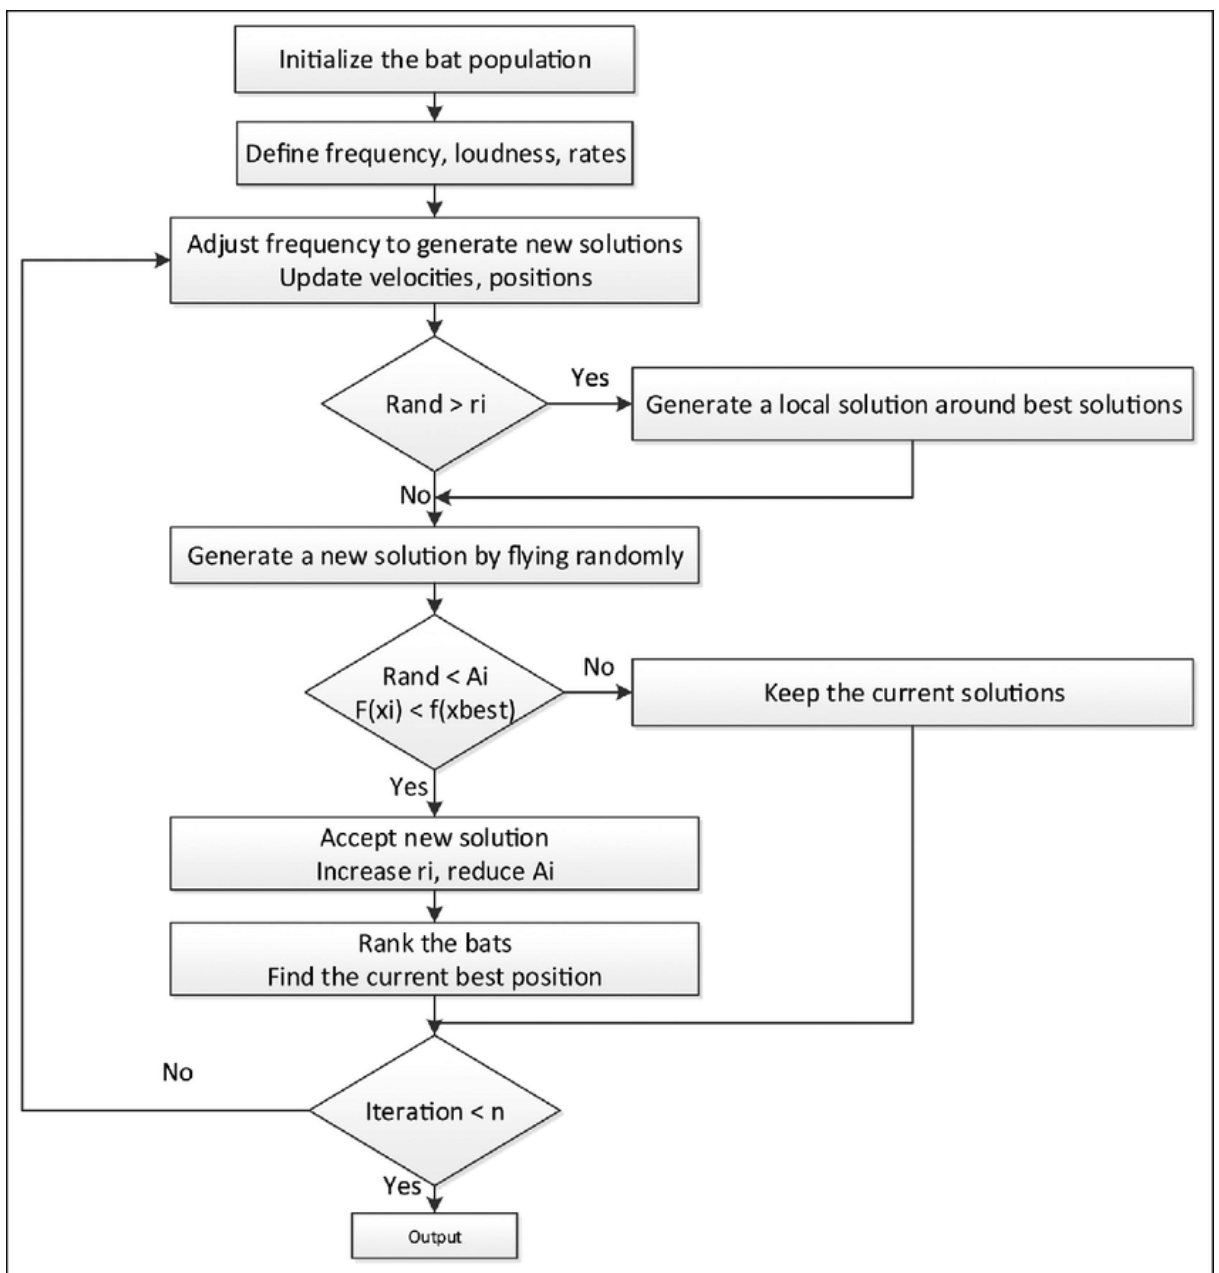 Initialize the bat population
Define frequency, loudness, rates
Adjust frequency to generate new solutions
Update velocities, positions
Rand > ri
Yes
Generate a local solution around best solutions
No
Generate a new solution by flying randomly
Rand < Ai
F(xi) < f(xbest)
No
Keep the current solutions
Yes
Accept new solution
Increase ri, reduce Ai
Rank the bats
Find the current best position
No
Iteration < n
Yes
Output